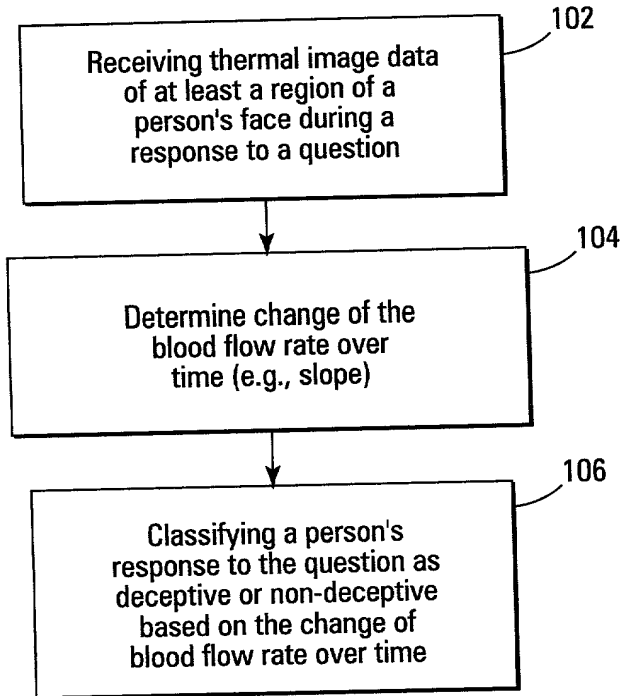 102
Receiving thermal image data
of at least a region of a
person's face during a
response to a question
104
Determine change of the
blood flow rate over
time (e.g., slope)
106
Classifying a person's
response to the question as
deceptive or non-deceptive
based on the change of
blood flow rate over time